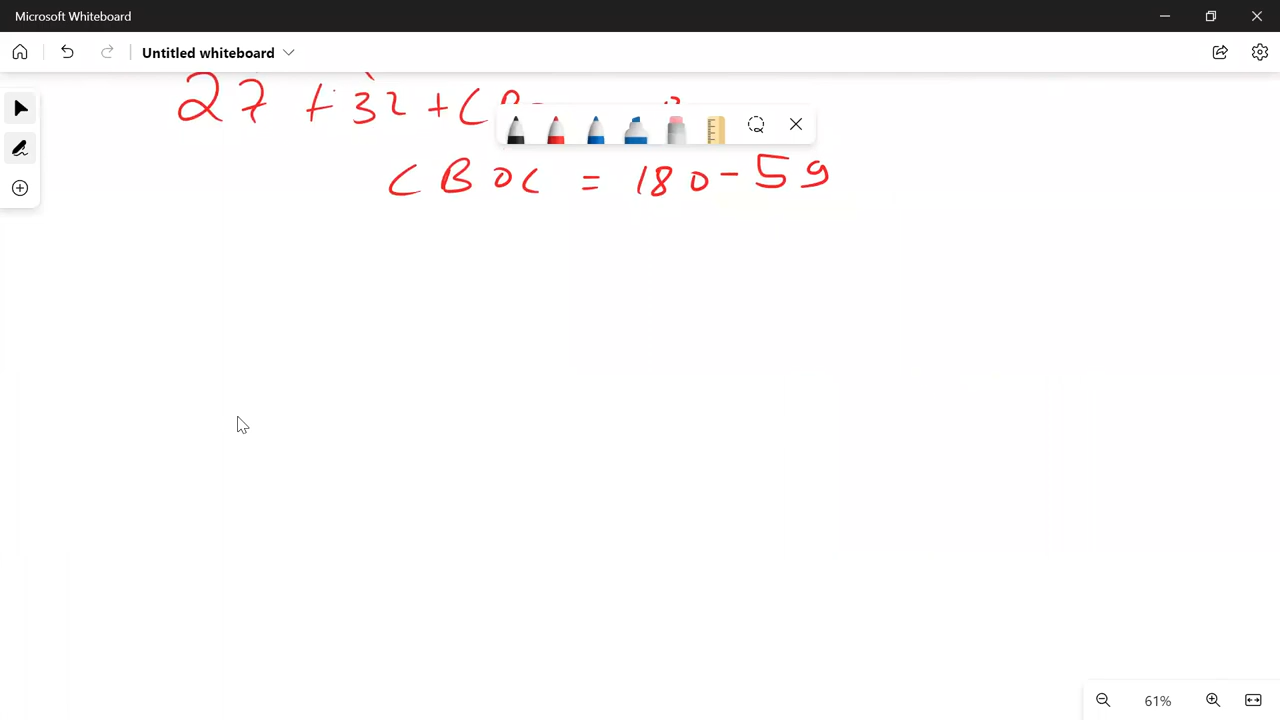 Microsoft Whiteboard
Untitled whiteboard
27 + 32 + ∠B
∠BOC = 180 - 59
61%